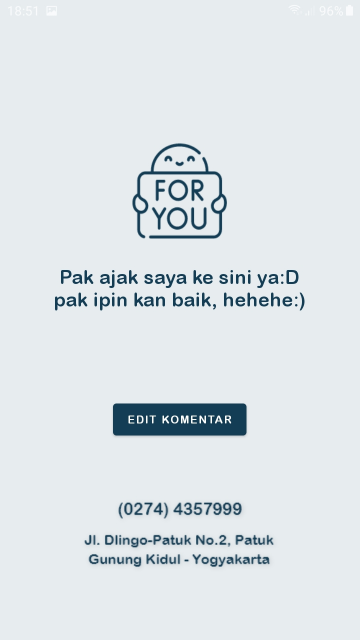 18:51 96%
FOR
YOU
Pak ajak saya ke sini ya:D
pak ipin kan baik, hehehe:)
EDIT KOMENTAR
(0274) 4357999
Jl. Dlingo-Patuk No.2, Patuk
Gunung Kidul - Yogyakarta